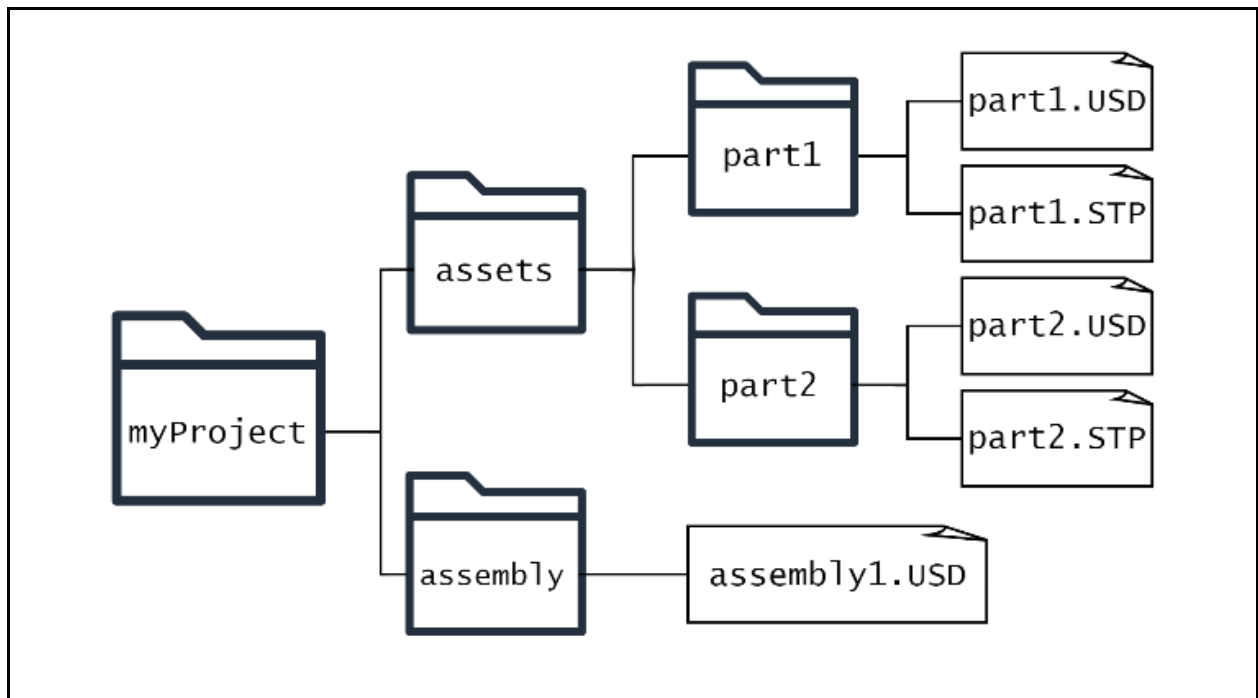 myProject
assets
part1
part1.USD
part1.STP
part2
part2.USD
part2.STP
assembly
assembly1.USD